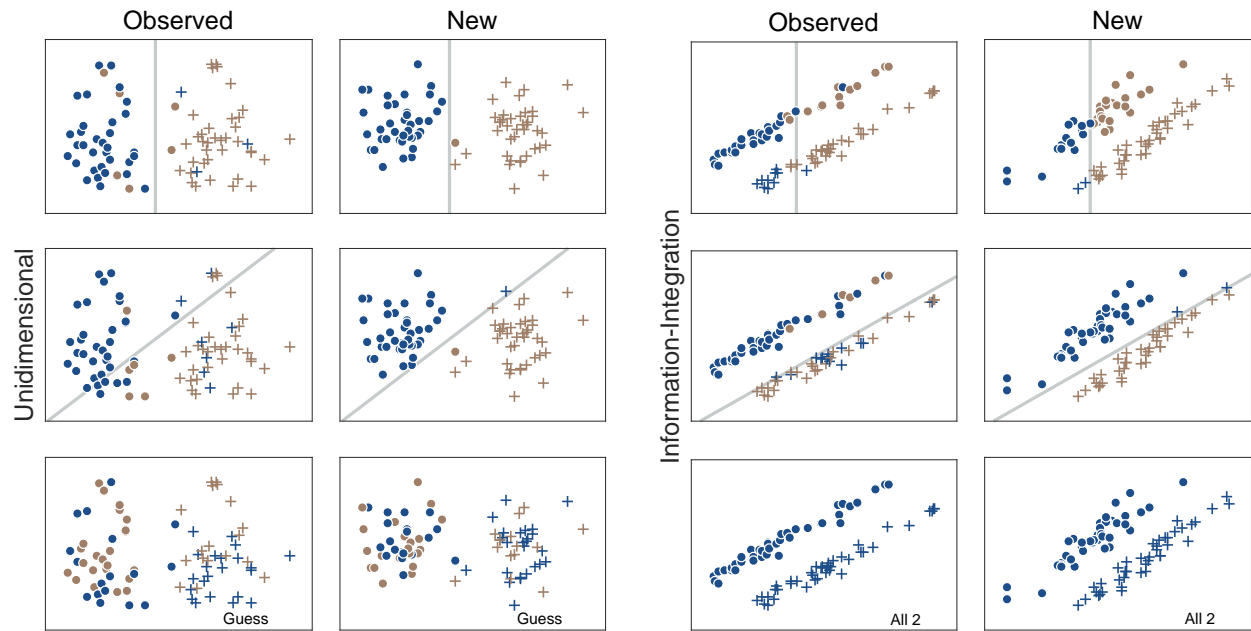 Observed
New
Observed
New
Unidimensional
Information-Integration
Guess
Guess
All 2
All 2